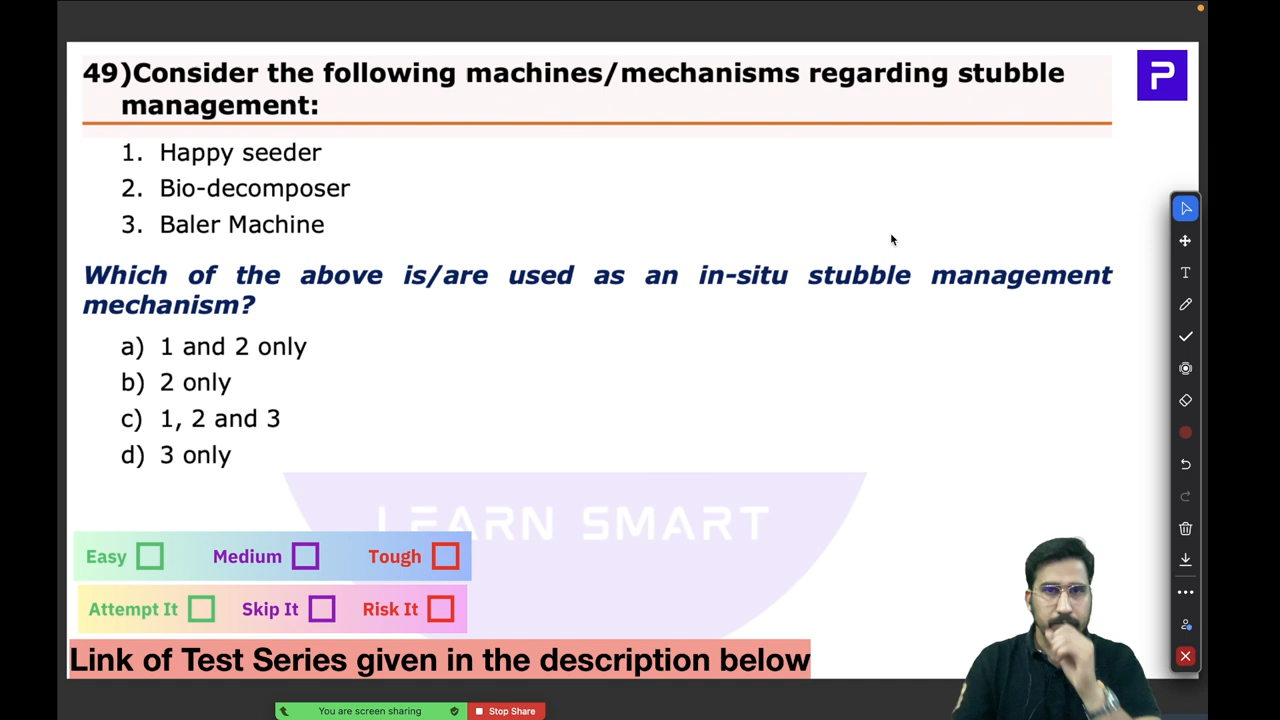 49)Consider the following machines/mechanisms regarding stubble
management:
1. Happy seeder
2. Bio-decomposer
3. Baler Machine
Which of the above is/are used as an in-situ stubble management
mechanism?
a) 1 and 2 only
b) 2 only
c) 1, 2 and 3
d) 3 only
LEARN SMART
Easy Medium Tough
Attempt It Skip It Risk It
Link of Test Series given in the description below
You are screen sharing Stop Share